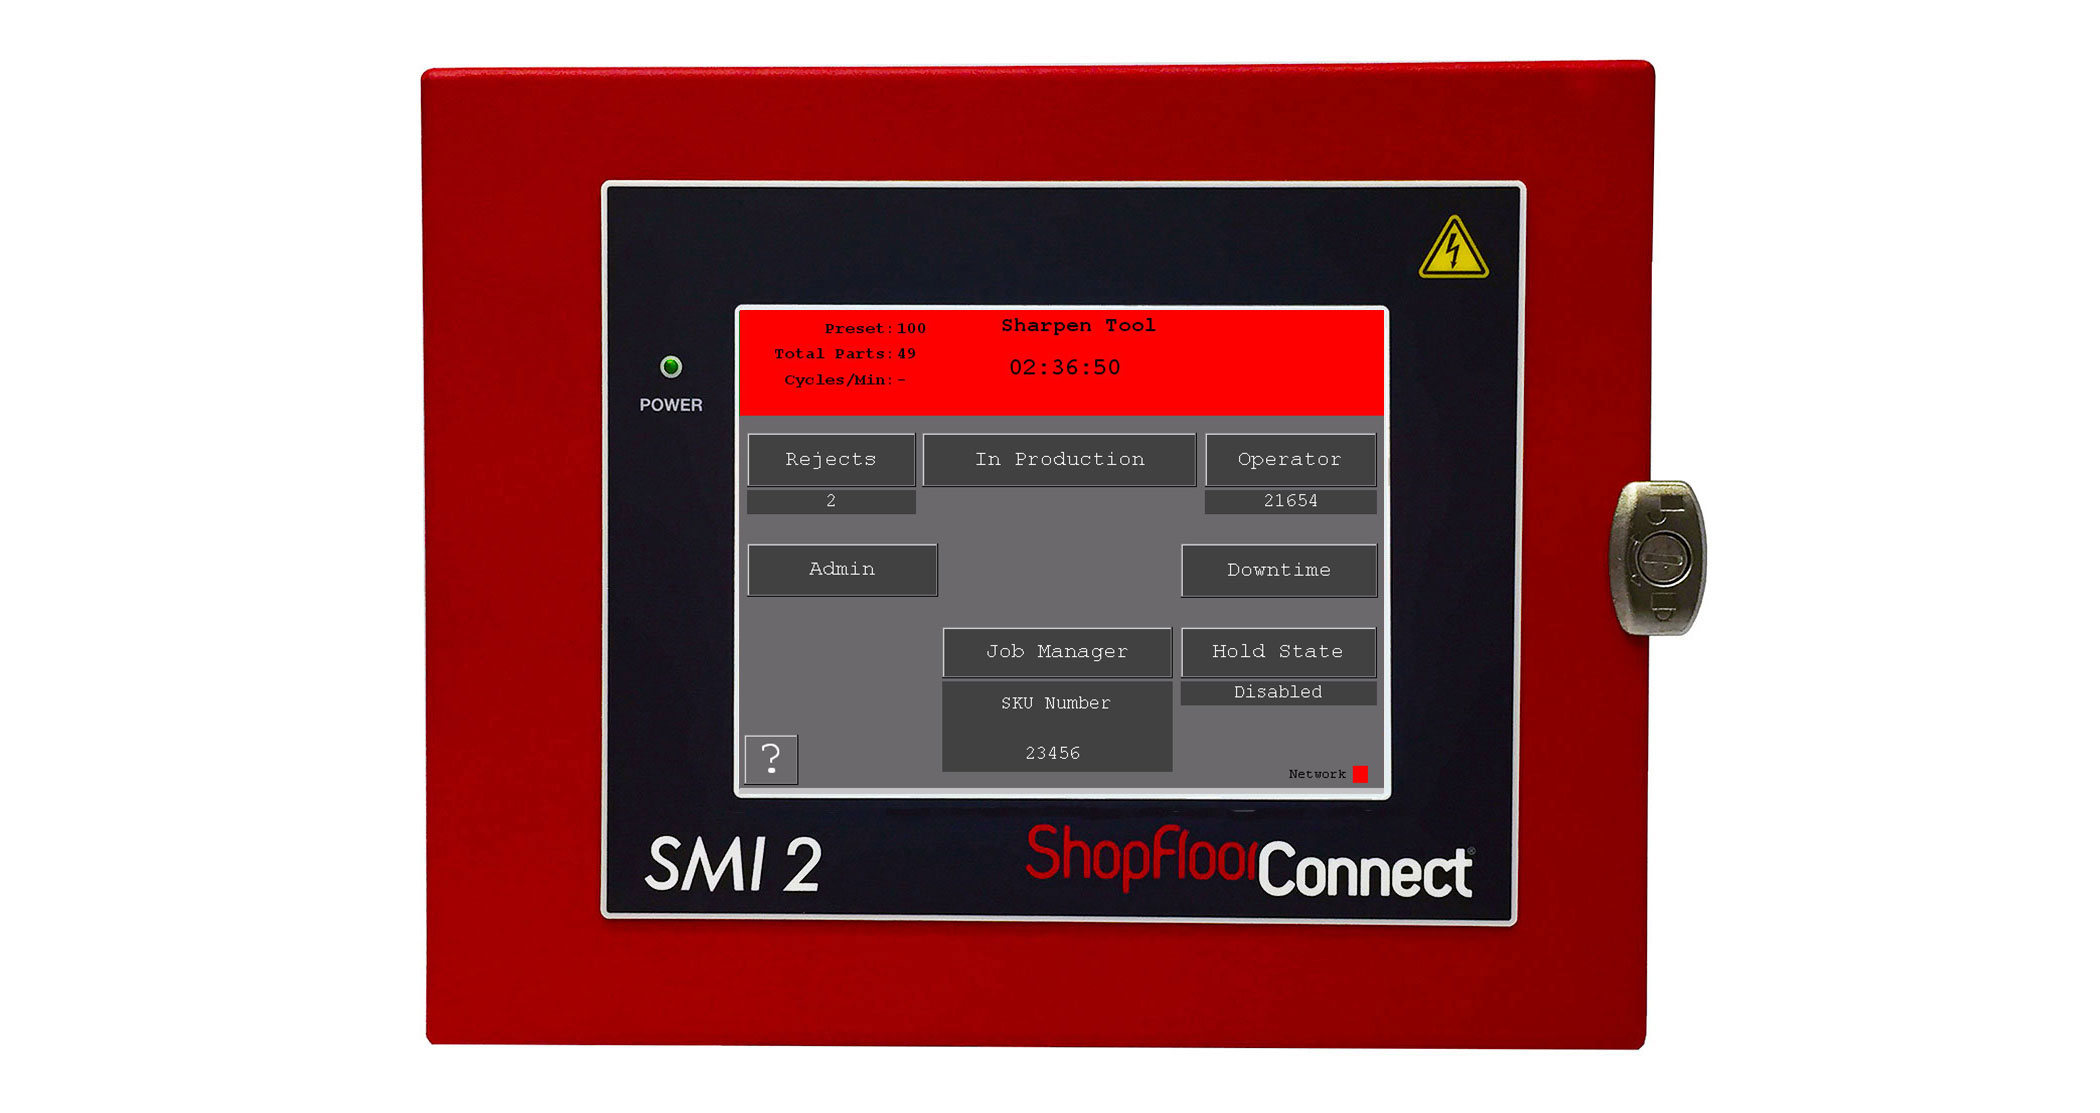 Preset:100
Sharpen Tool
Total Parts:49
02:36:50
Cycles/Min:-
POWER
Rejects
In Production
Operator
2
21654
Admin
Downtime
Job Manager
Hold State
SKU Number
Disabled
23456
?
Network
SMI 2
ShopFloorConnect®